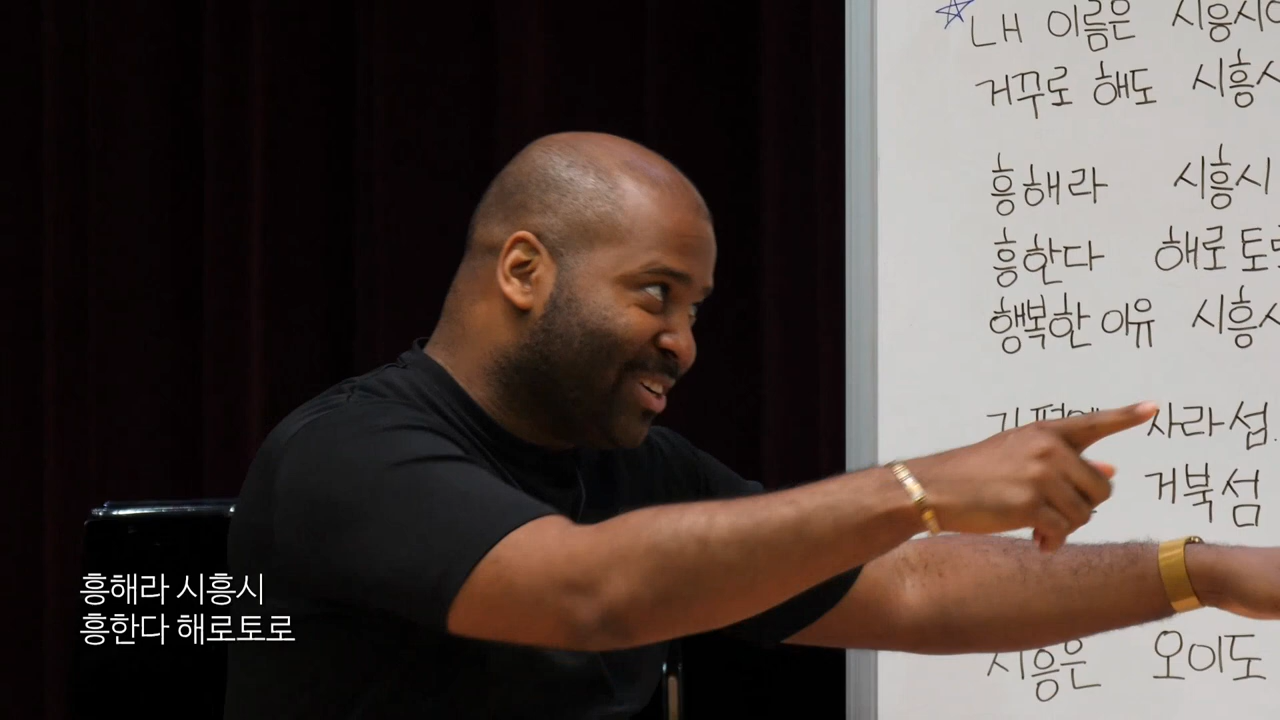 내 이름은 시흥시
거꾸로 해도 시흥시
흥해라 시흥시
흥한다 해로토
행복한 이유 시흥시
사라섬
거북섬
시흥은 오이도
흥해라 시흥시
흥한다 해로토로